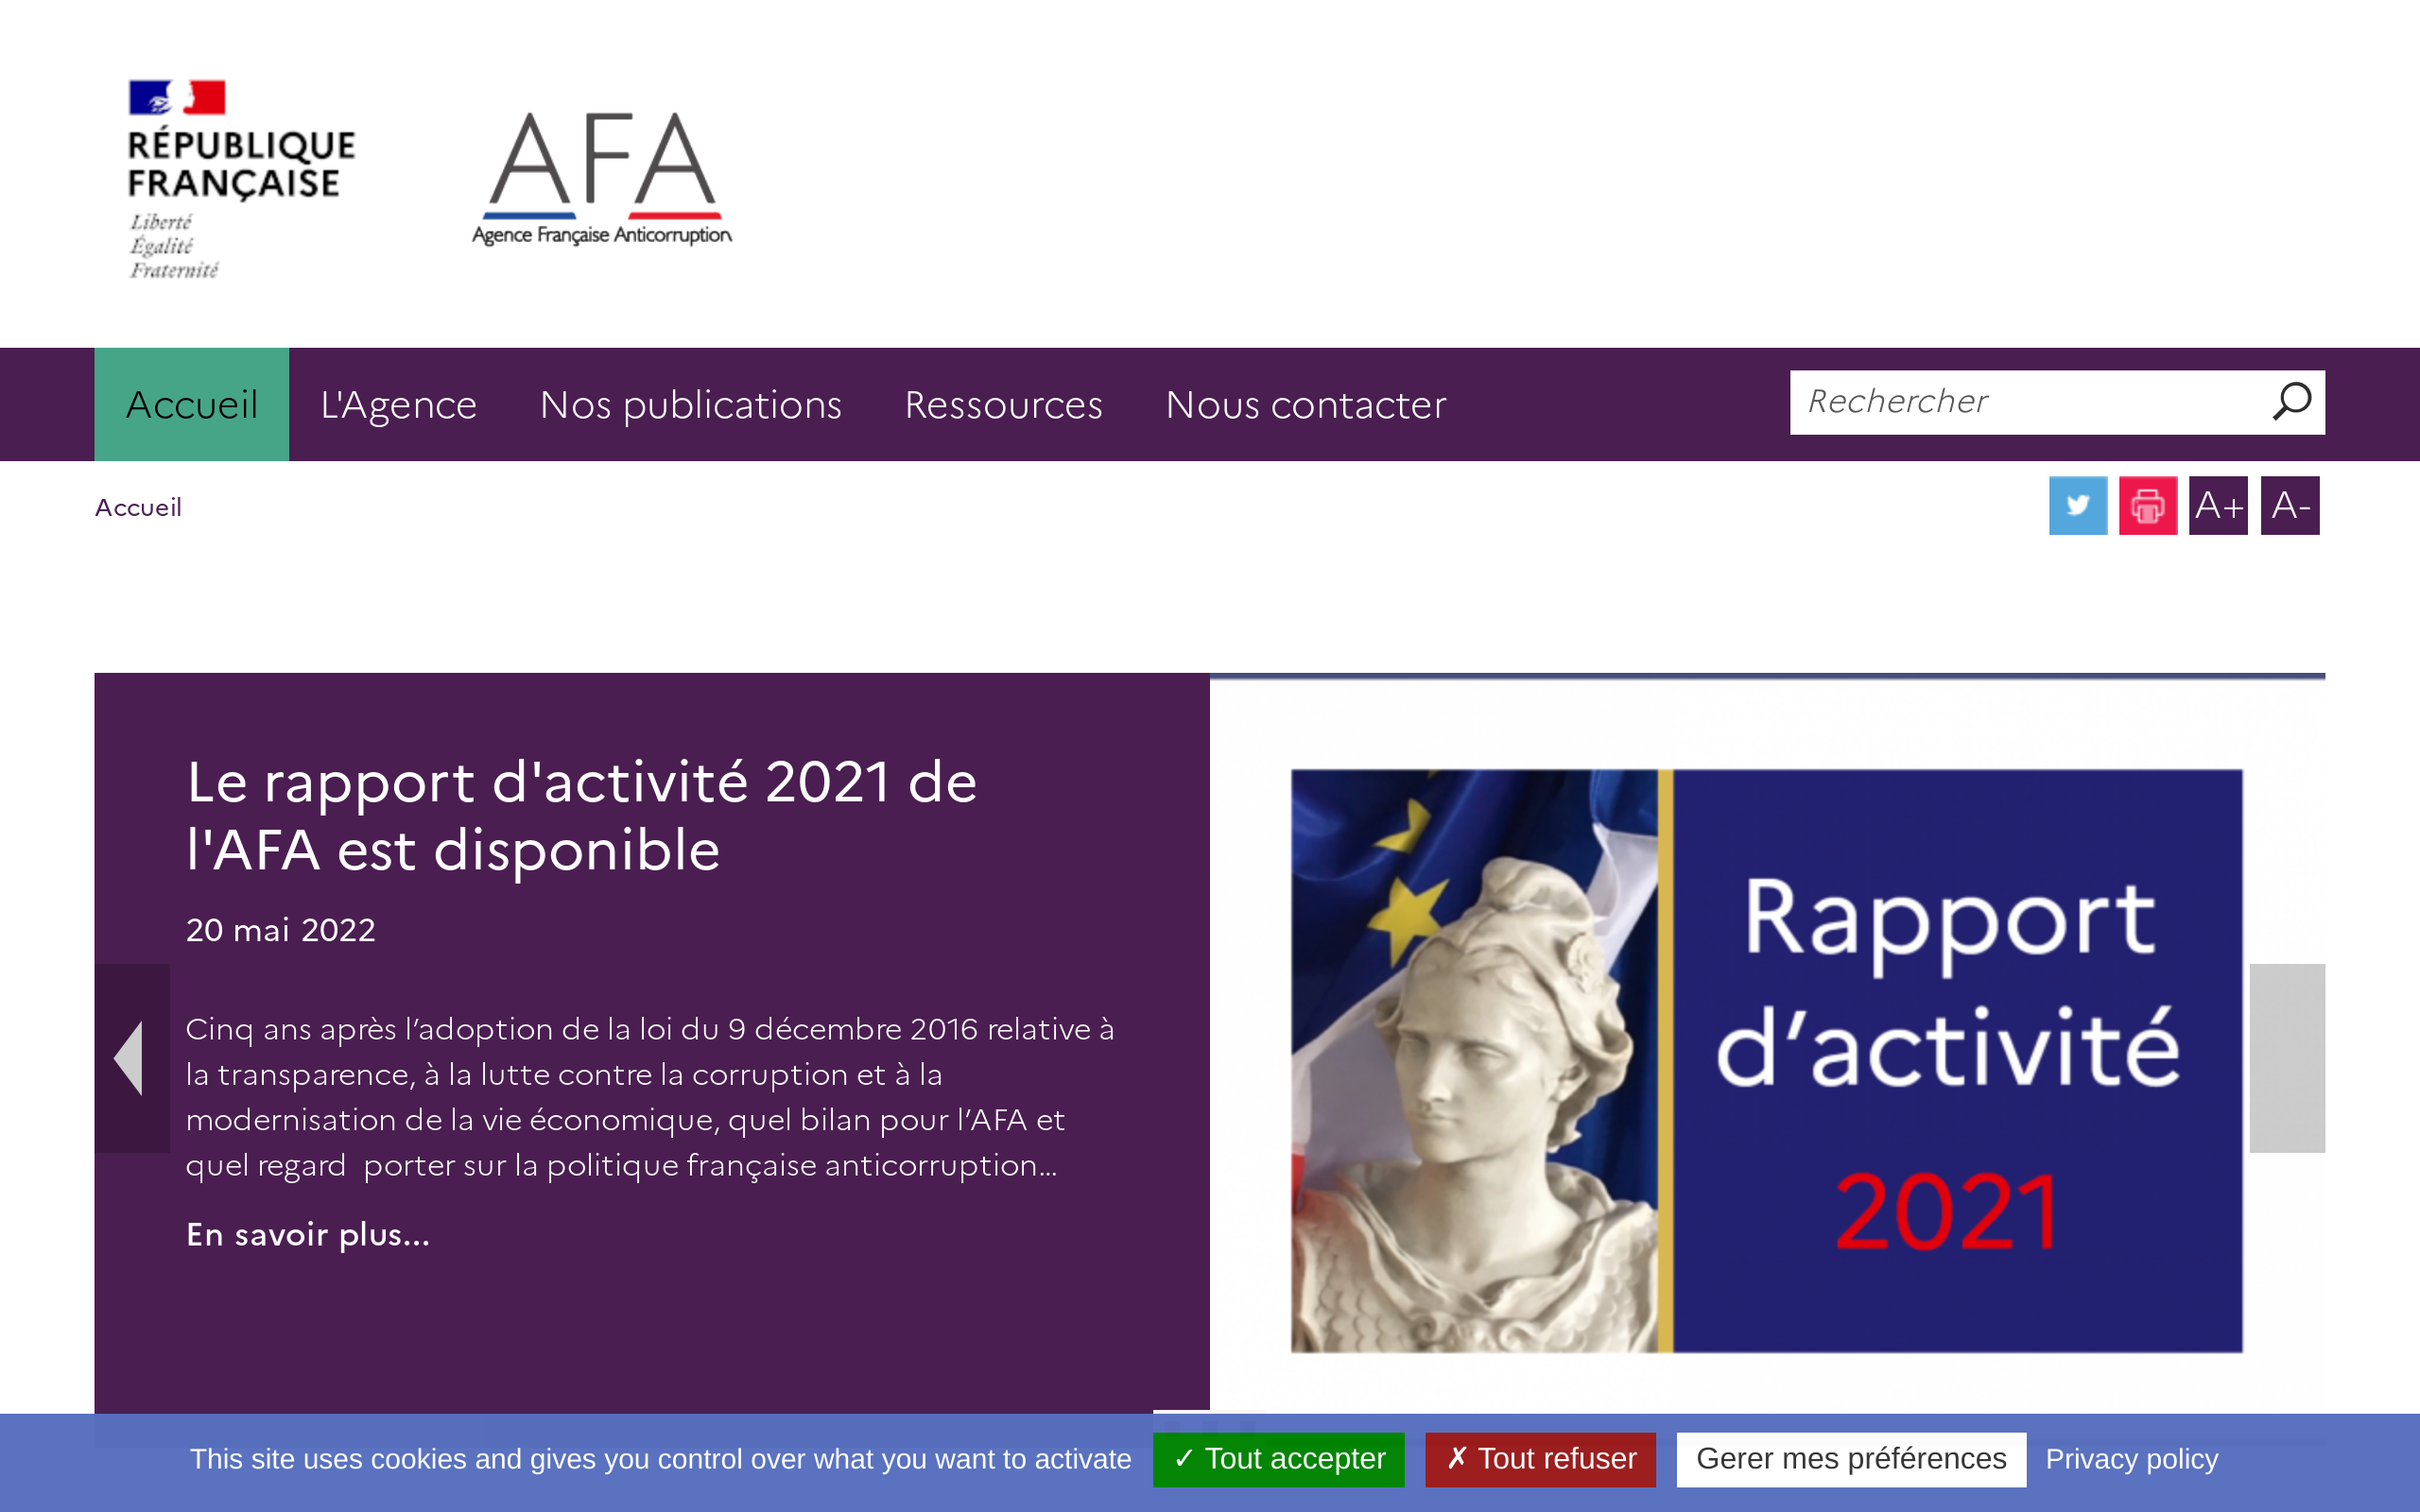 RÉPUBLIQUE
FRANÇAISE
Liberté
Égalité
Fraternité
AFA
Agence Française Anticorruption
Accueil
L'Agence
Nos publications
Ressources
Nous contacter
Rechercher
Accueil
A+
A-
Le rapport d'activité 2021 de
l'AFA est disponible
20 mai 2022
Cinq ans après l’adoption de la loi du 9 décembre 2016 relative à
la transparence, à la lutte contre la corruption et à la
modernisation de la vie économique, quel bilan pour l’AFA et
quel regard  porter sur la politique française anticorruption...
En savoir plus...
Rapport
d’activité
2021
This site uses cookies and gives you control over what you want to activate
✓ Tout accepter
✗ Tout refuser
Gerer mes préférences
Privacy policy